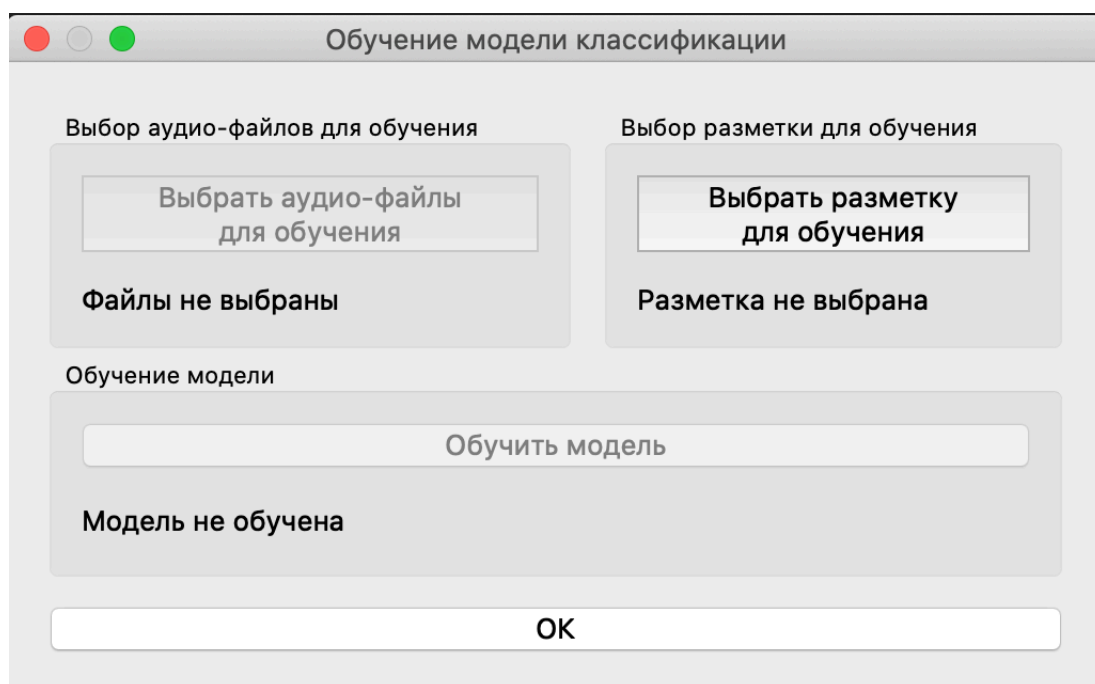 Обучение модели классификации
Выбор аудио-файлов для обучения
Выбрать аудио-файлы
для обучения
Файлы не выбраны
Выбор разметки для обучения
Выбрать разметку
для обучения
Разметка не выбрана
Обучение модели
Обучить модель
Модель не обучена
ОК